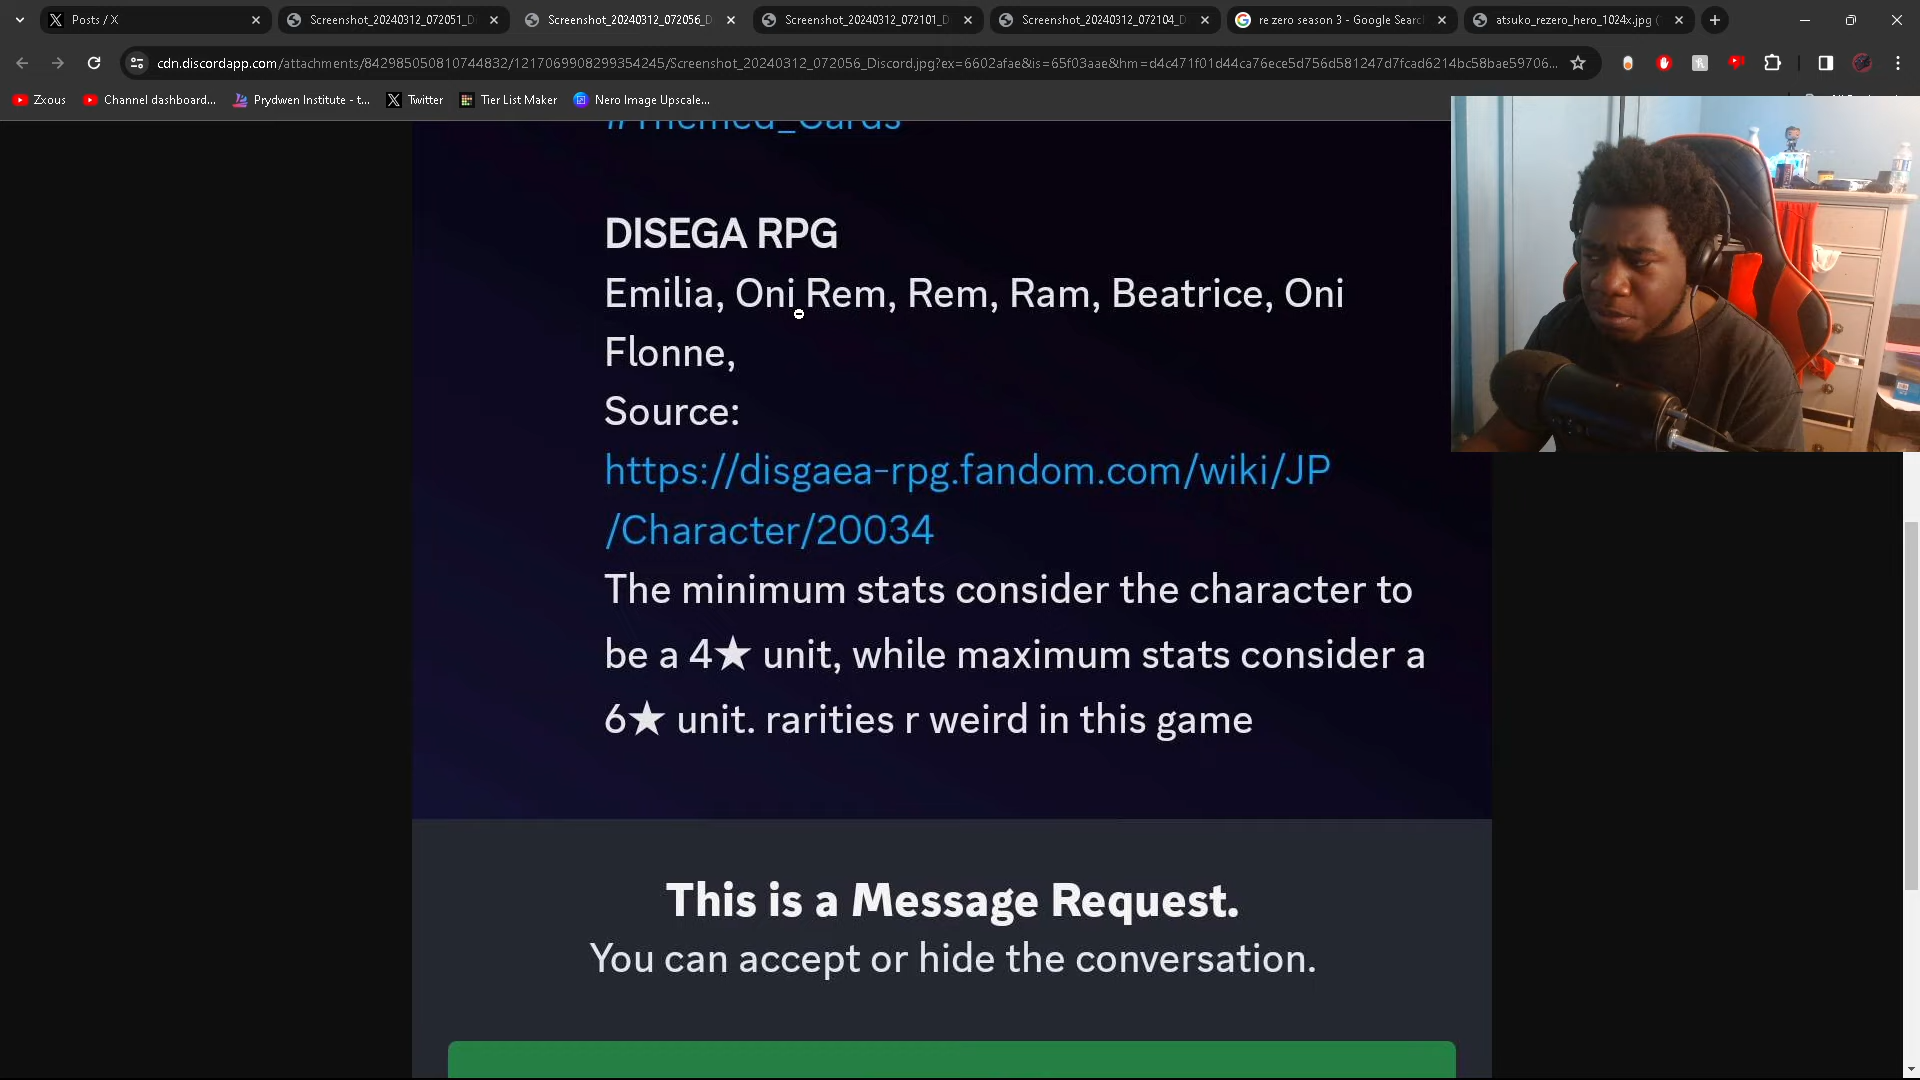 Posts / X
Screenshot_20240312_072051_D
Screenshot_20240312_072056_D
Screenshot_20240312_072101_D
Screenshot_20240312_072104_D
re zero season 3 - Google Searc
atsuko_rezero_hero_1024x.jpg (
cdn.discordapp.com/attachments/842985050810744832/1217069908299354245/Screenshot_20240312_072056_Discord.jpg?ex=6602afae&is=65f03aae&hm=d4c471f01d44ca76ece5d756d581247d7fcad6214bc58bae59706...
Zxous
Channel dashboard...
Prydwen Institute - t...
Twitter
Tier List Maker
Nero Image Upscale...
#Themed_Cards
DISEGA RPG
Emilia, Oni Rem, Rem, Ram, Beatrice, Oni
Flonne,
Source:
https://disgaea-rpg.fandom.com/wiki/JP
/Character/20034
The minimum stats consider the character to
be a 4★ unit, while maximum stats consider a
6★ unit. rarities r weird in this game
This is a Message Request.
You can accept or hide the conversation.